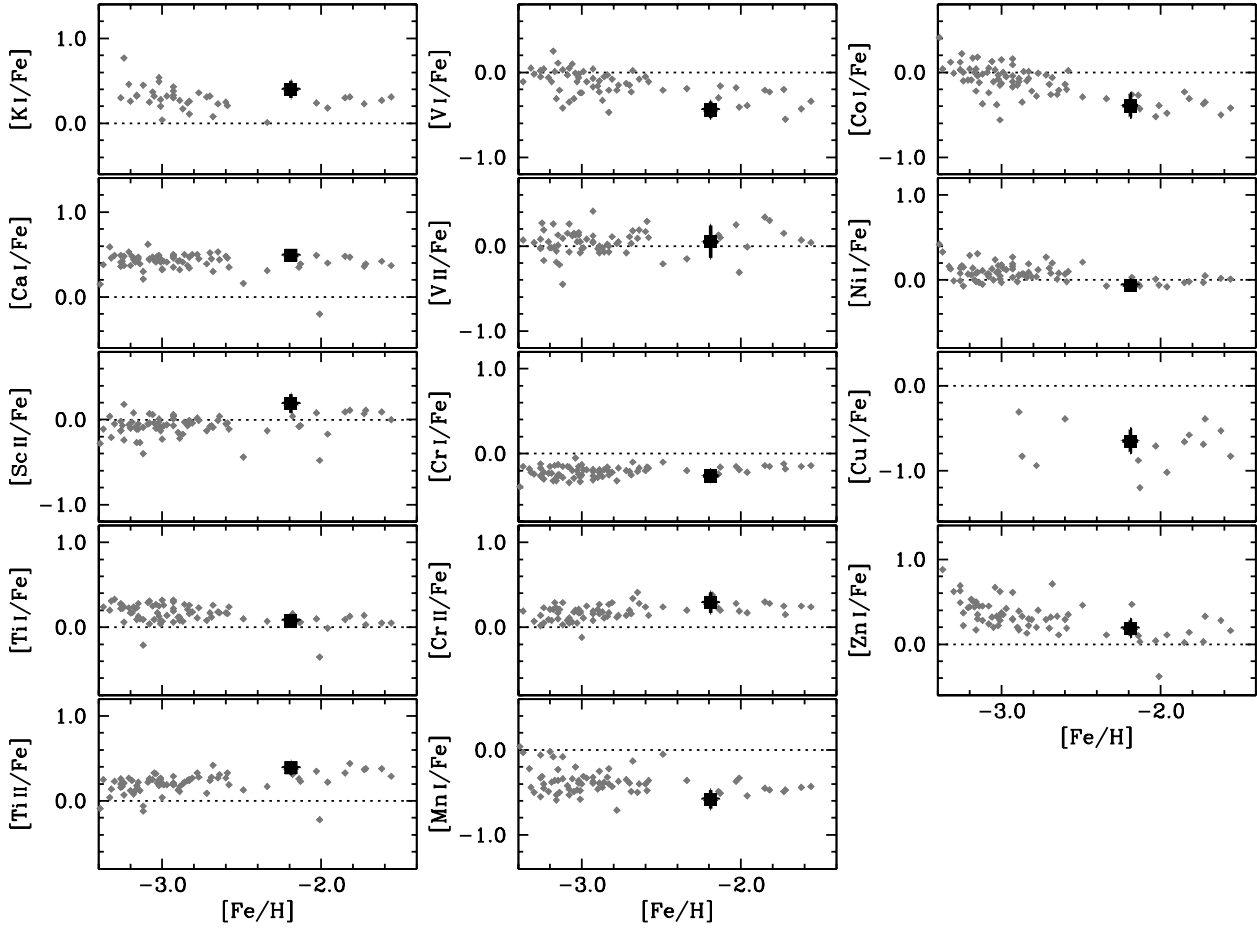 [K I/Fe]
1.0
0.0
[V I/Fe]
0.0
−1.0
[Co I/Fe]
0.0
−1.0
[Ca I/Fe]
1.0
0.0
[V II/Fe]
0.0
−1.0
[Ni I/Fe]
1.0
0.0
[Sc II/Fe]
0.0
−1.0
[Cr I/Fe]
1.0
0.0
[Cu I/Fe]
0.0
−1.0
[Ti I/Fe]
1.0
0.0
[Cr II/Fe]
1.0
0.0
[Zn I/Fe]
1.0
0.0
−3.0 −2.0
[Fe/H]
[Ti II/Fe]
1.0
0.0
−3.0 −2.0
[Fe/H]
[Mn I/Fe]
0.0
−1.0
−3.0 −2.0
[Fe/H]